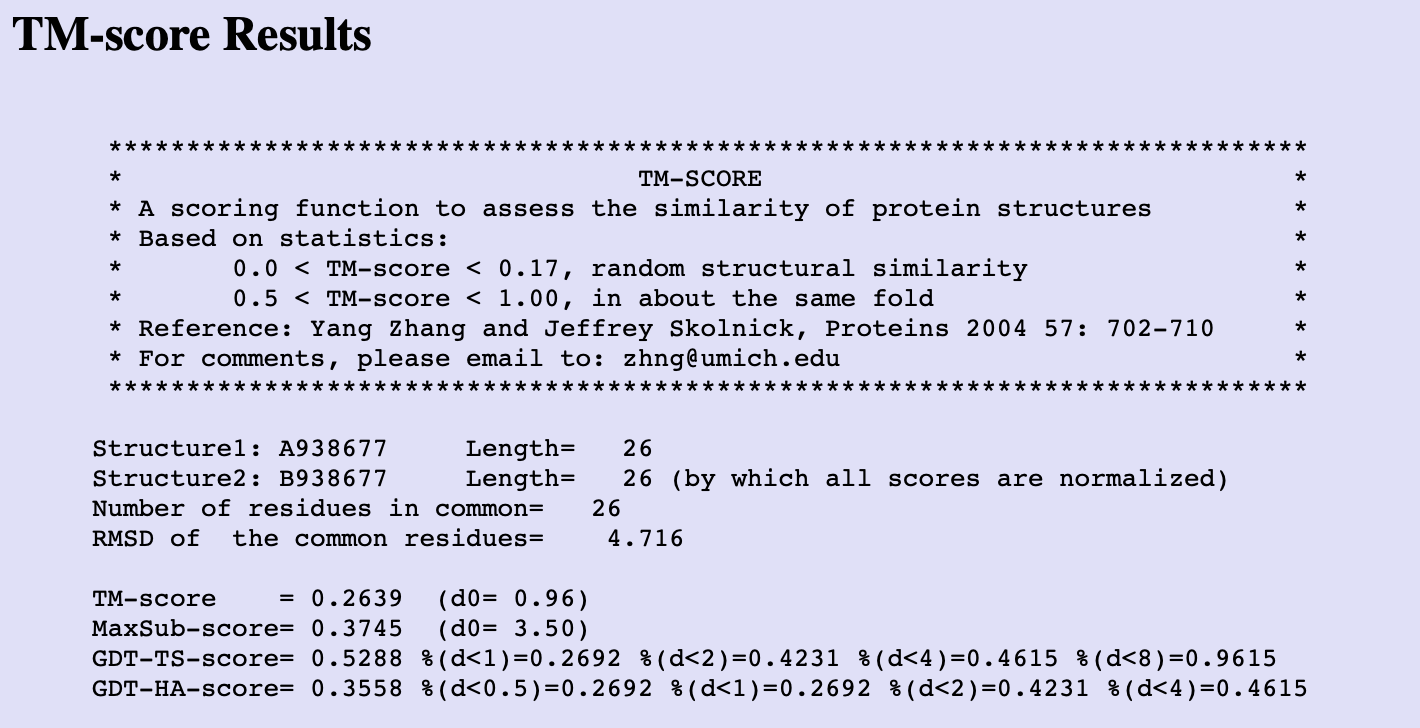 TM-score Results
*****************************************************************************
* TM-SCORE *
* A scoring function to assess the similarity of protein structures *
* Based on statistics: *
* 0.0 < TM-score < 0.17, random structural similarity *
* 0.5 < TM-score < 1.00, in about the same fold *
* Reference: Yang Zhang and Jeffrey Skolnick, Proteins 2004 57: 702-710 *
* For comments, please email to: zhng@umich.edu *
*****************************************************************************
Structure1: A938677 Length= 26
Structure2: B938677 Length= 26 (by which all scores are normalized)
Number of residues in common= 26
RMSD of the common residues= 4.716
TM-score = 0.2639 (d0= 0.96)
MaxSub-score= 0.3745 (d0= 3.50)
GDT-TS-score= 0.5288 %(d<1)=0.2692 %(d<2)=0.4231 %(d<4)=0.4615 %(d<8)=0.9615
GDT-HA-score= 0.3558 %(d<0.5)=0.2692 %(d<1)=0.2692 %(d<2)=0.4231 %(d<4)=0.4615